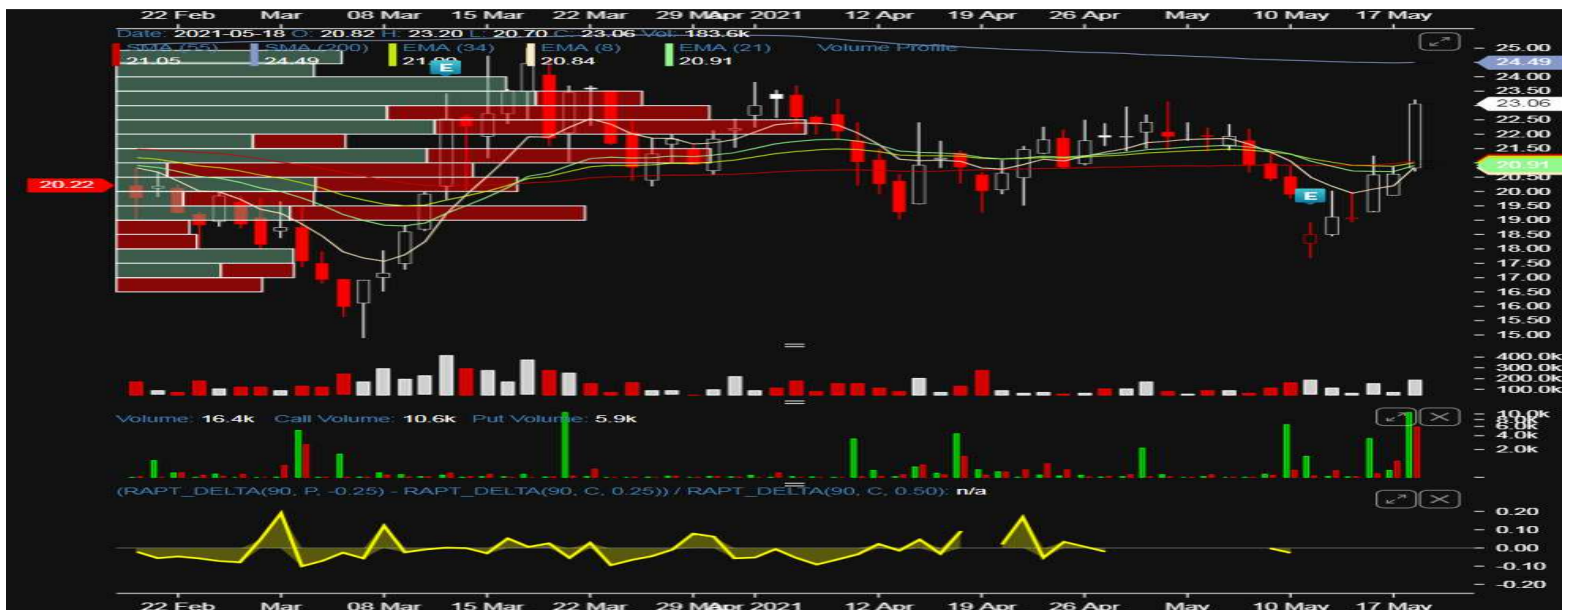 22 Feb Mar 08 Mar 15 Mar 22 Mar 29 Mar Apr 2021 12 Apr 19 Apr 26 Apr May 10 May 17 May
Date: 2021-05-18 O: 20.82 H: 23.20 L: 20.70 C: 23.06 Vol: 183.6k
SMA (55) SMA (200) EMA (34) EMA (8) EMA (21) Volume Profile
21.05 24.49 20.84 20.91
E
E
25.00
24.49
24.00
23.50
23.06
22.50
22.00
21.50
20.91
20.50
20.00
19.50
19.00
18.50
18.00
17.50
17.00
16.50
16.00
15.50
15.00
20.22
400.0k
300.0k
200.0k
100.0k
Volume: 16.4k Call Volume: 10.6k Put Volume: 5.9k
10.0k
8.0k
6.0k
4.0k
2.0k
(RAPT_DELTA(90, P, -0.25) - RAPT_DELTA(90, C, 0.25)) / RAPT_DELTA(90, C, 0.50): n/a
0.20
0.10
0.00
-0.10
-0.20
22 Feb Mar 08 Mar 15 Mar 22 Mar 29 Mar Apr 2021 12 Apr 19 Apr 26 Apr May 10 May 17 May